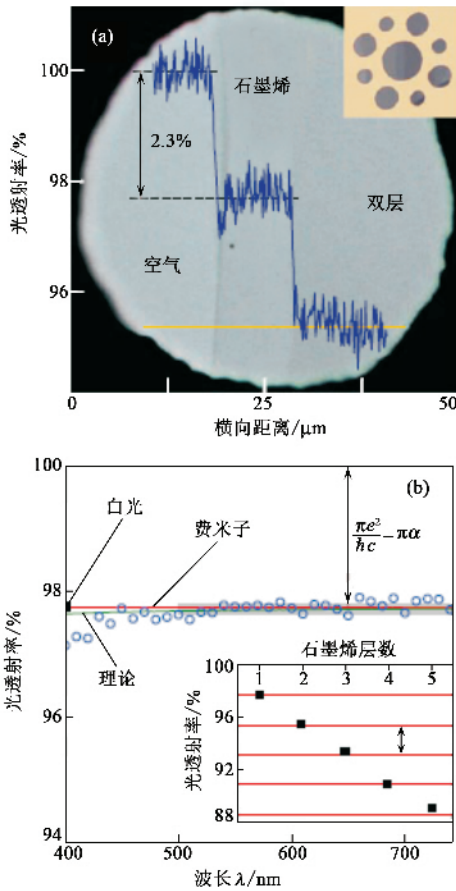 (a)
100
石墨烯
2.3%
光透射率/%
98
双层
空气
96
0
25
50
横向距离/μm
100
(b)
白光
费米子
πe²/ħc – πα
98
光透射率/%
理论
96
石墨烯层数
1 2 3 4 5
98
光透射率/%
96
92
88
94
400 500 600 700
波长λ/nm